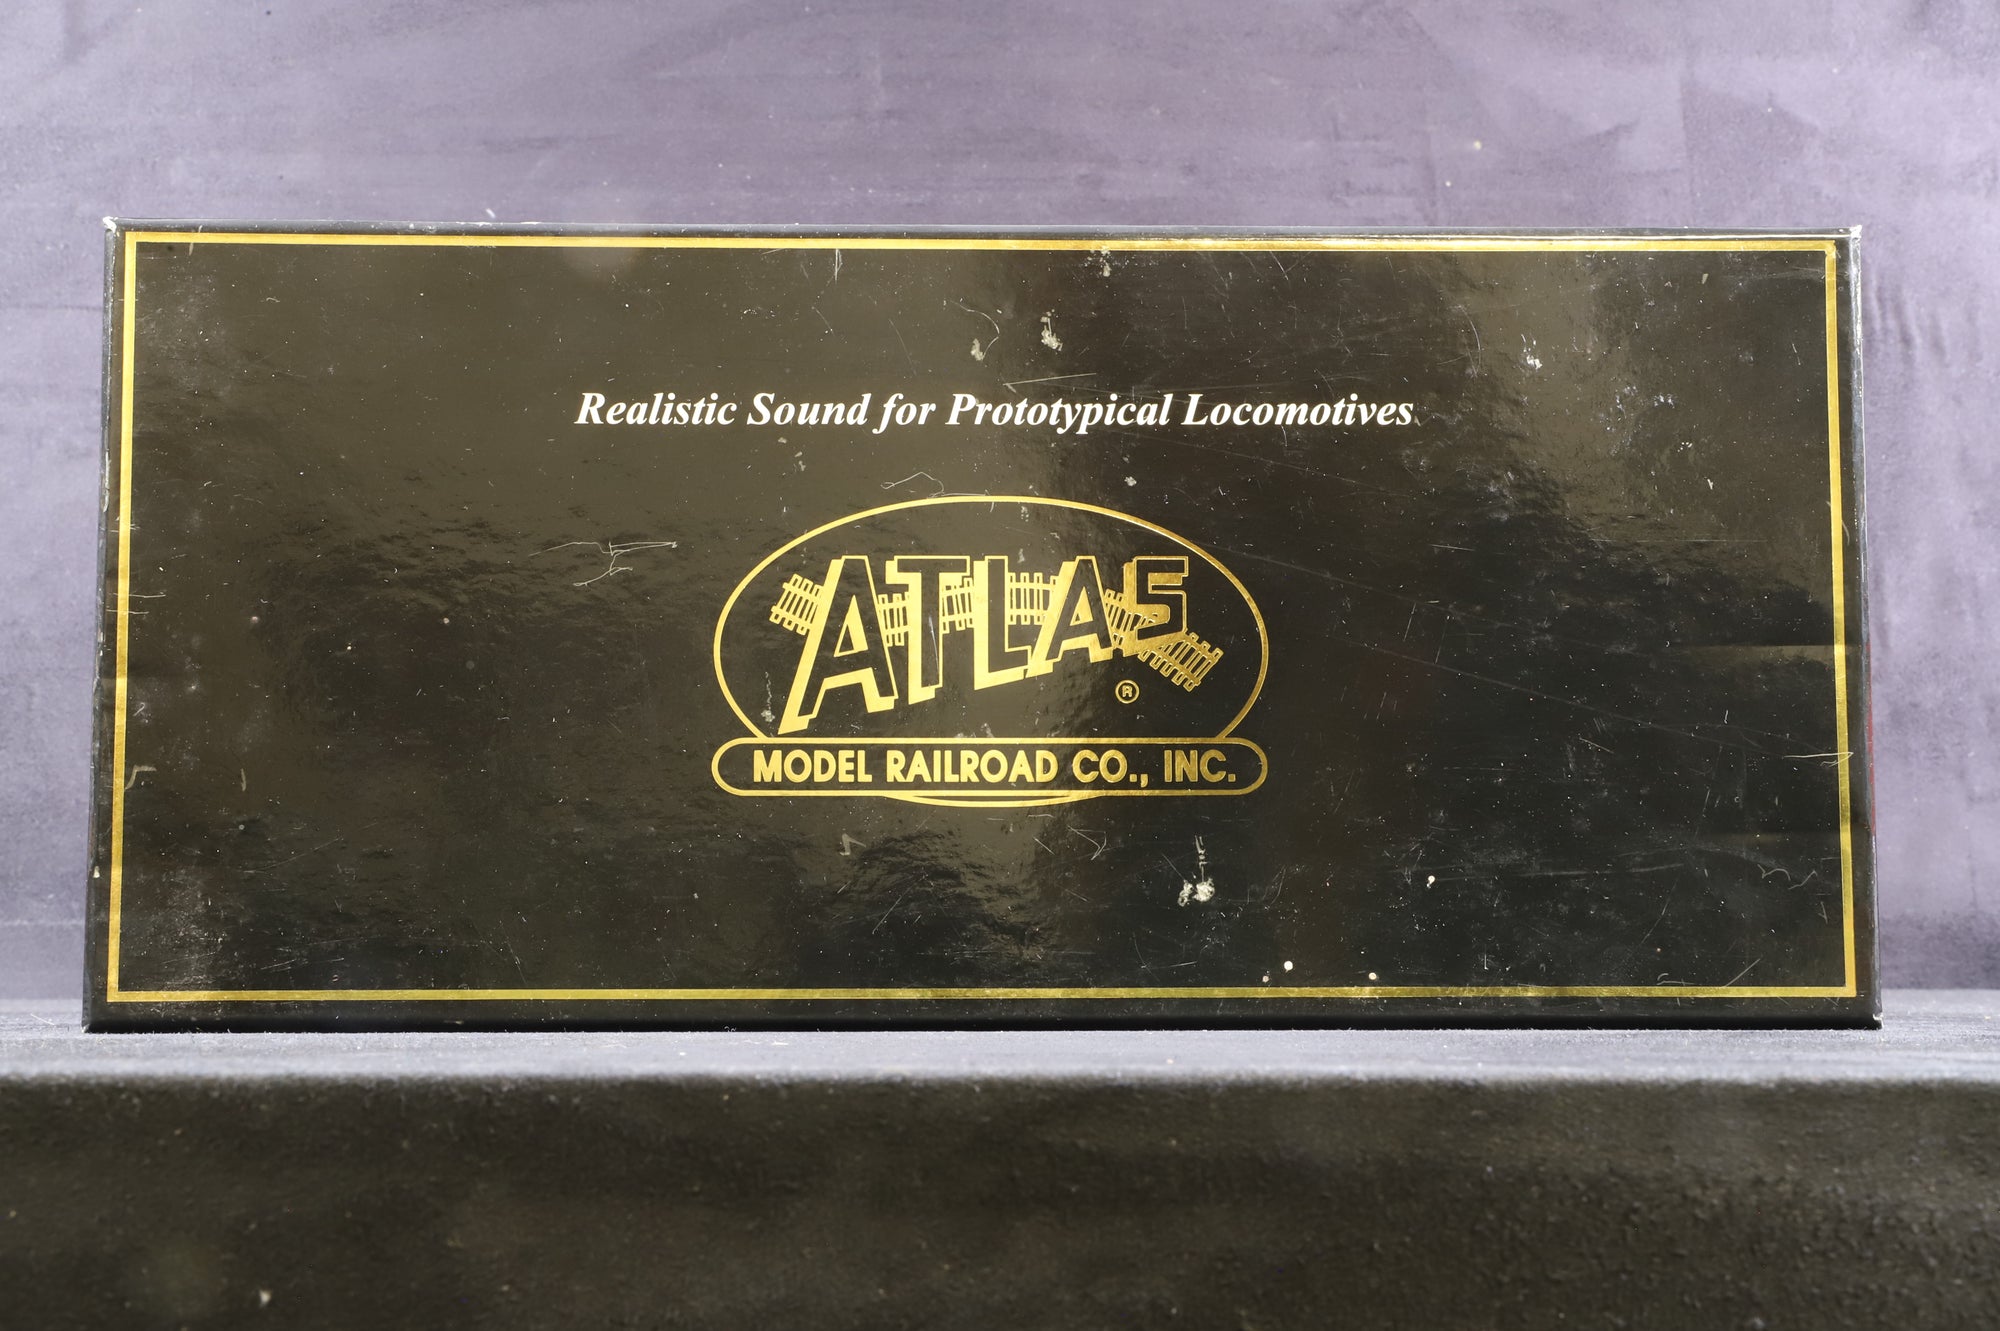 Realistic Sound for Prototypical Locomotives
ATLAS
®
MODEL RAILROAD CO., INC.